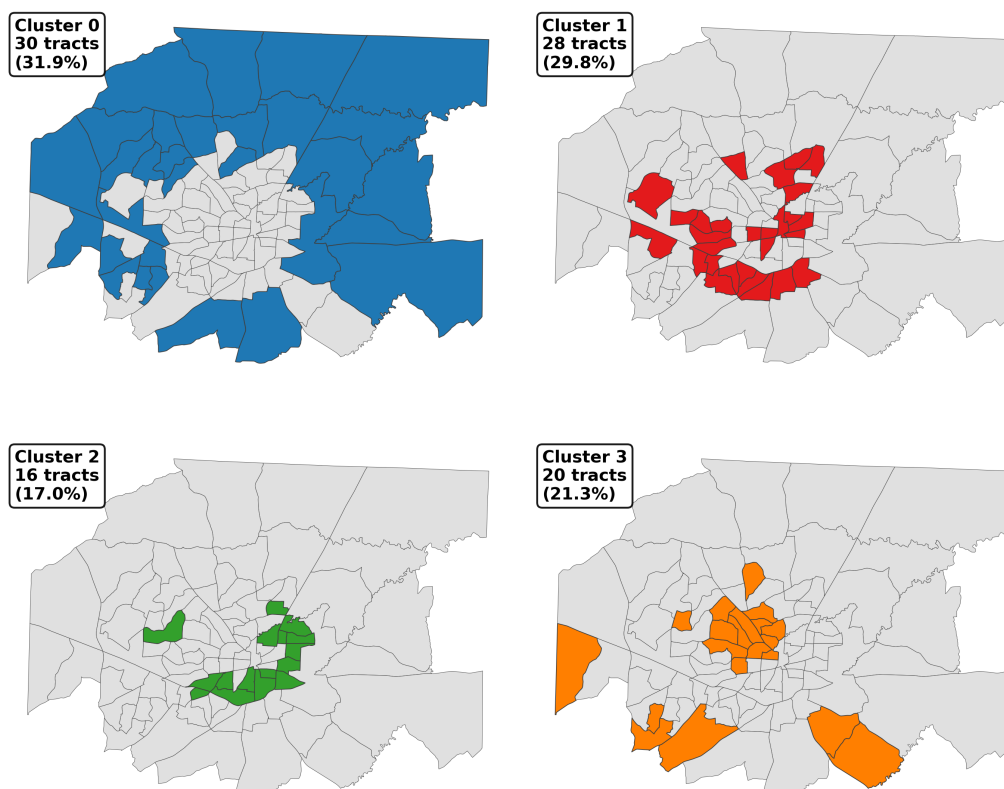 Cluster 0
30 tracts
(31.9%)
Cluster 1
28 tracts
(29.8%)
Cluster 2
16 tracts
(17.0%)
Cluster 3
20 tracts
(21.3%)